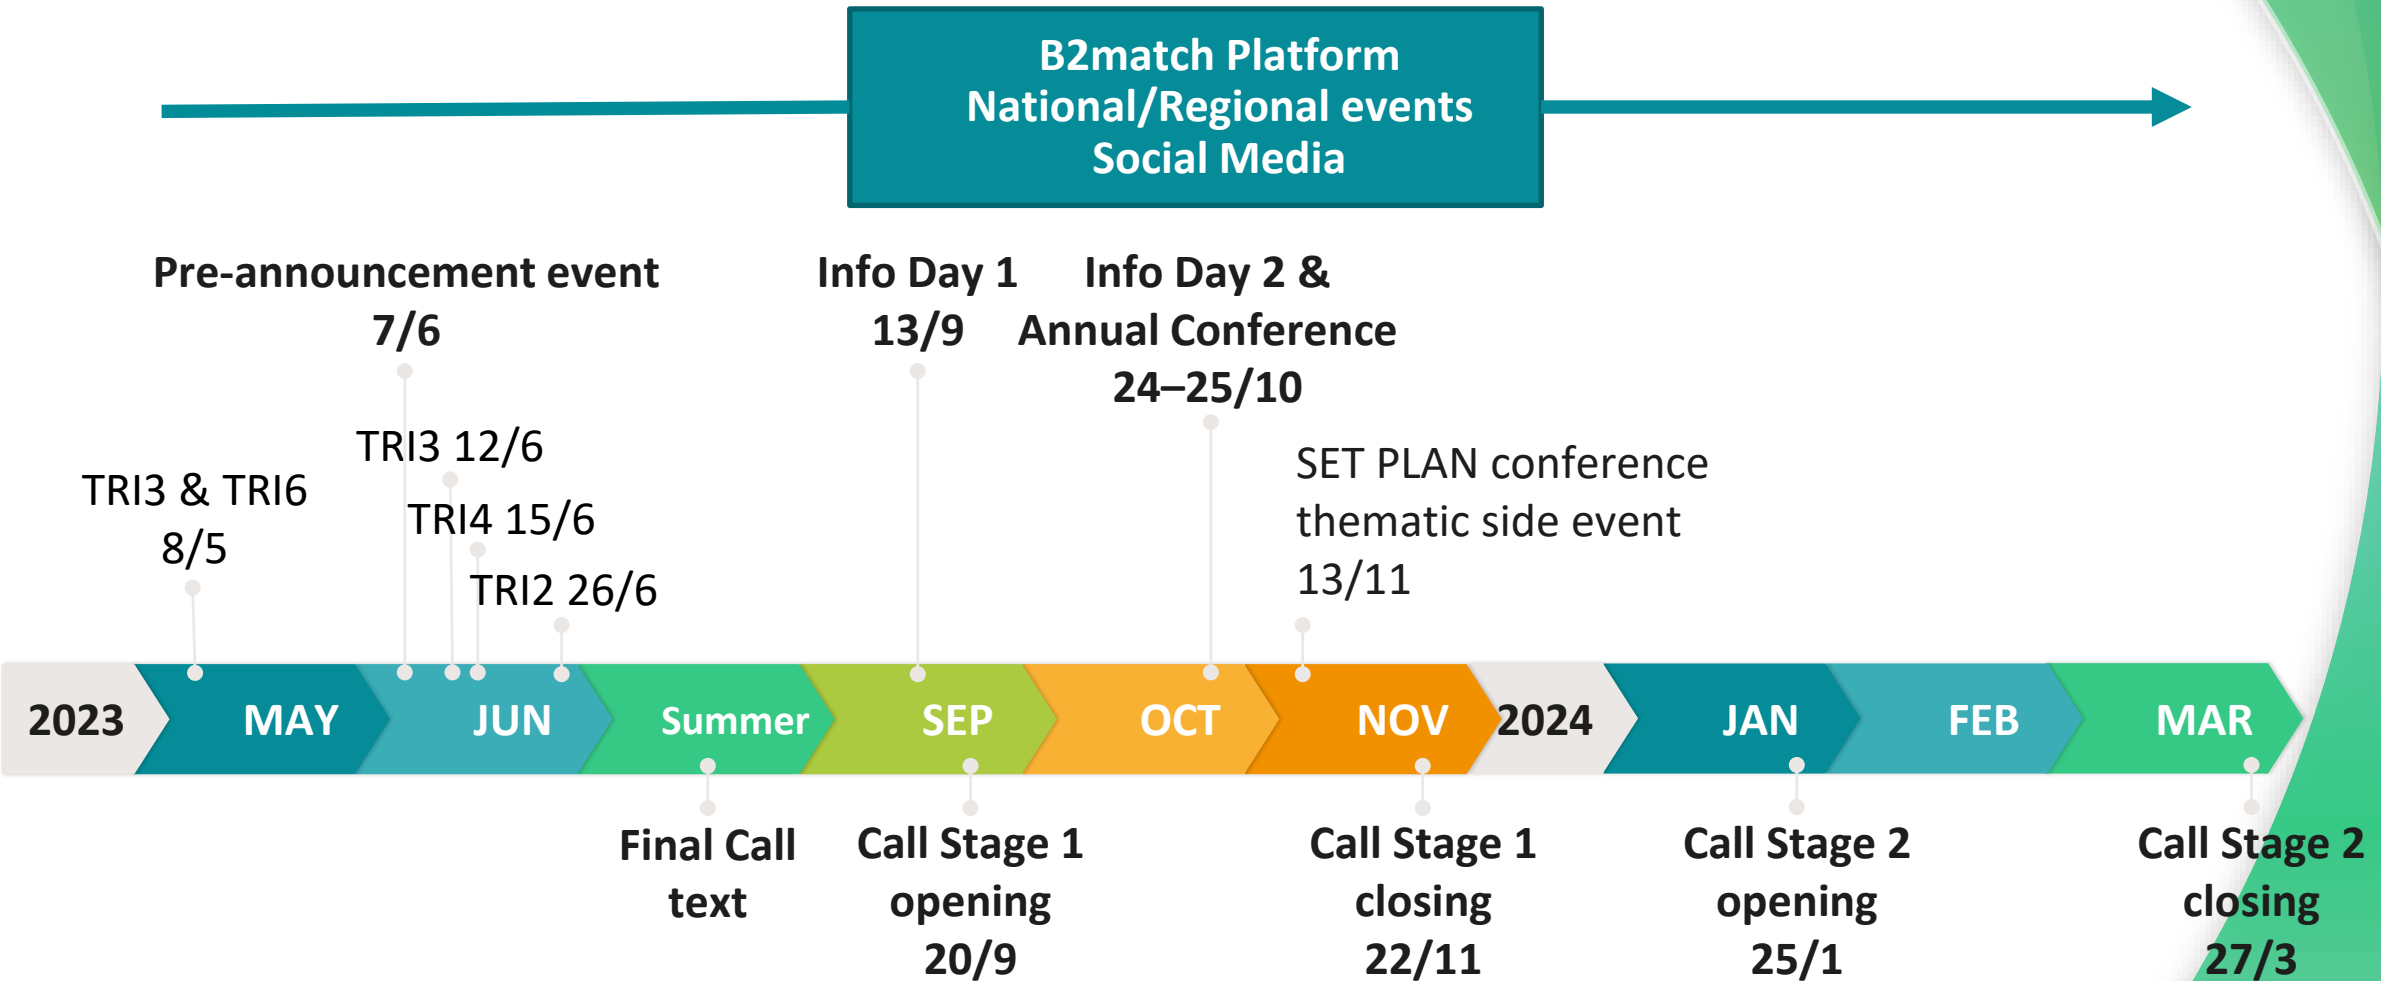 B2match Platform
National/Regional events
Social Media
Pre-announcement event
7/6
Info Day 1
13/9
Info Day 2 &
Annual Conference
24–25/10
TRI3 & TRI6
8/5
TRI3 12/6
TRI4 15/6
TRI2 26/6
SET PLAN conference
thematic side event
13/11
2023
MAY
JUN
Summer
SEP
OCT
NOV
2024
JAN
FEB
MAR
Final Call
text
Call Stage 1
opening
20/9
Call Stage 1
closing
22/11
Call Stage 2
opening
25/1
Call Stage 2
closing
27/3